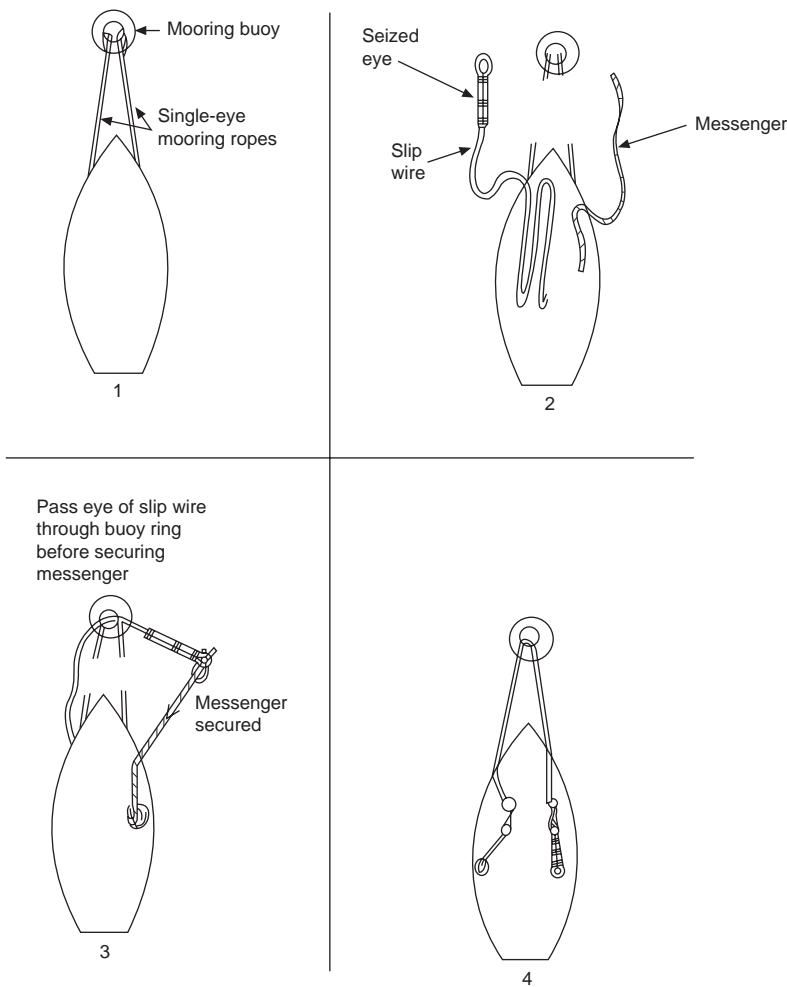 Mooring buoy
Single-eye
mooring ropes
1
Seized
eye
Messenger
Slip
wire
2
Pass eye of slip wire
through buoy ring
before securing
messenger
Messenger
secured
3
4